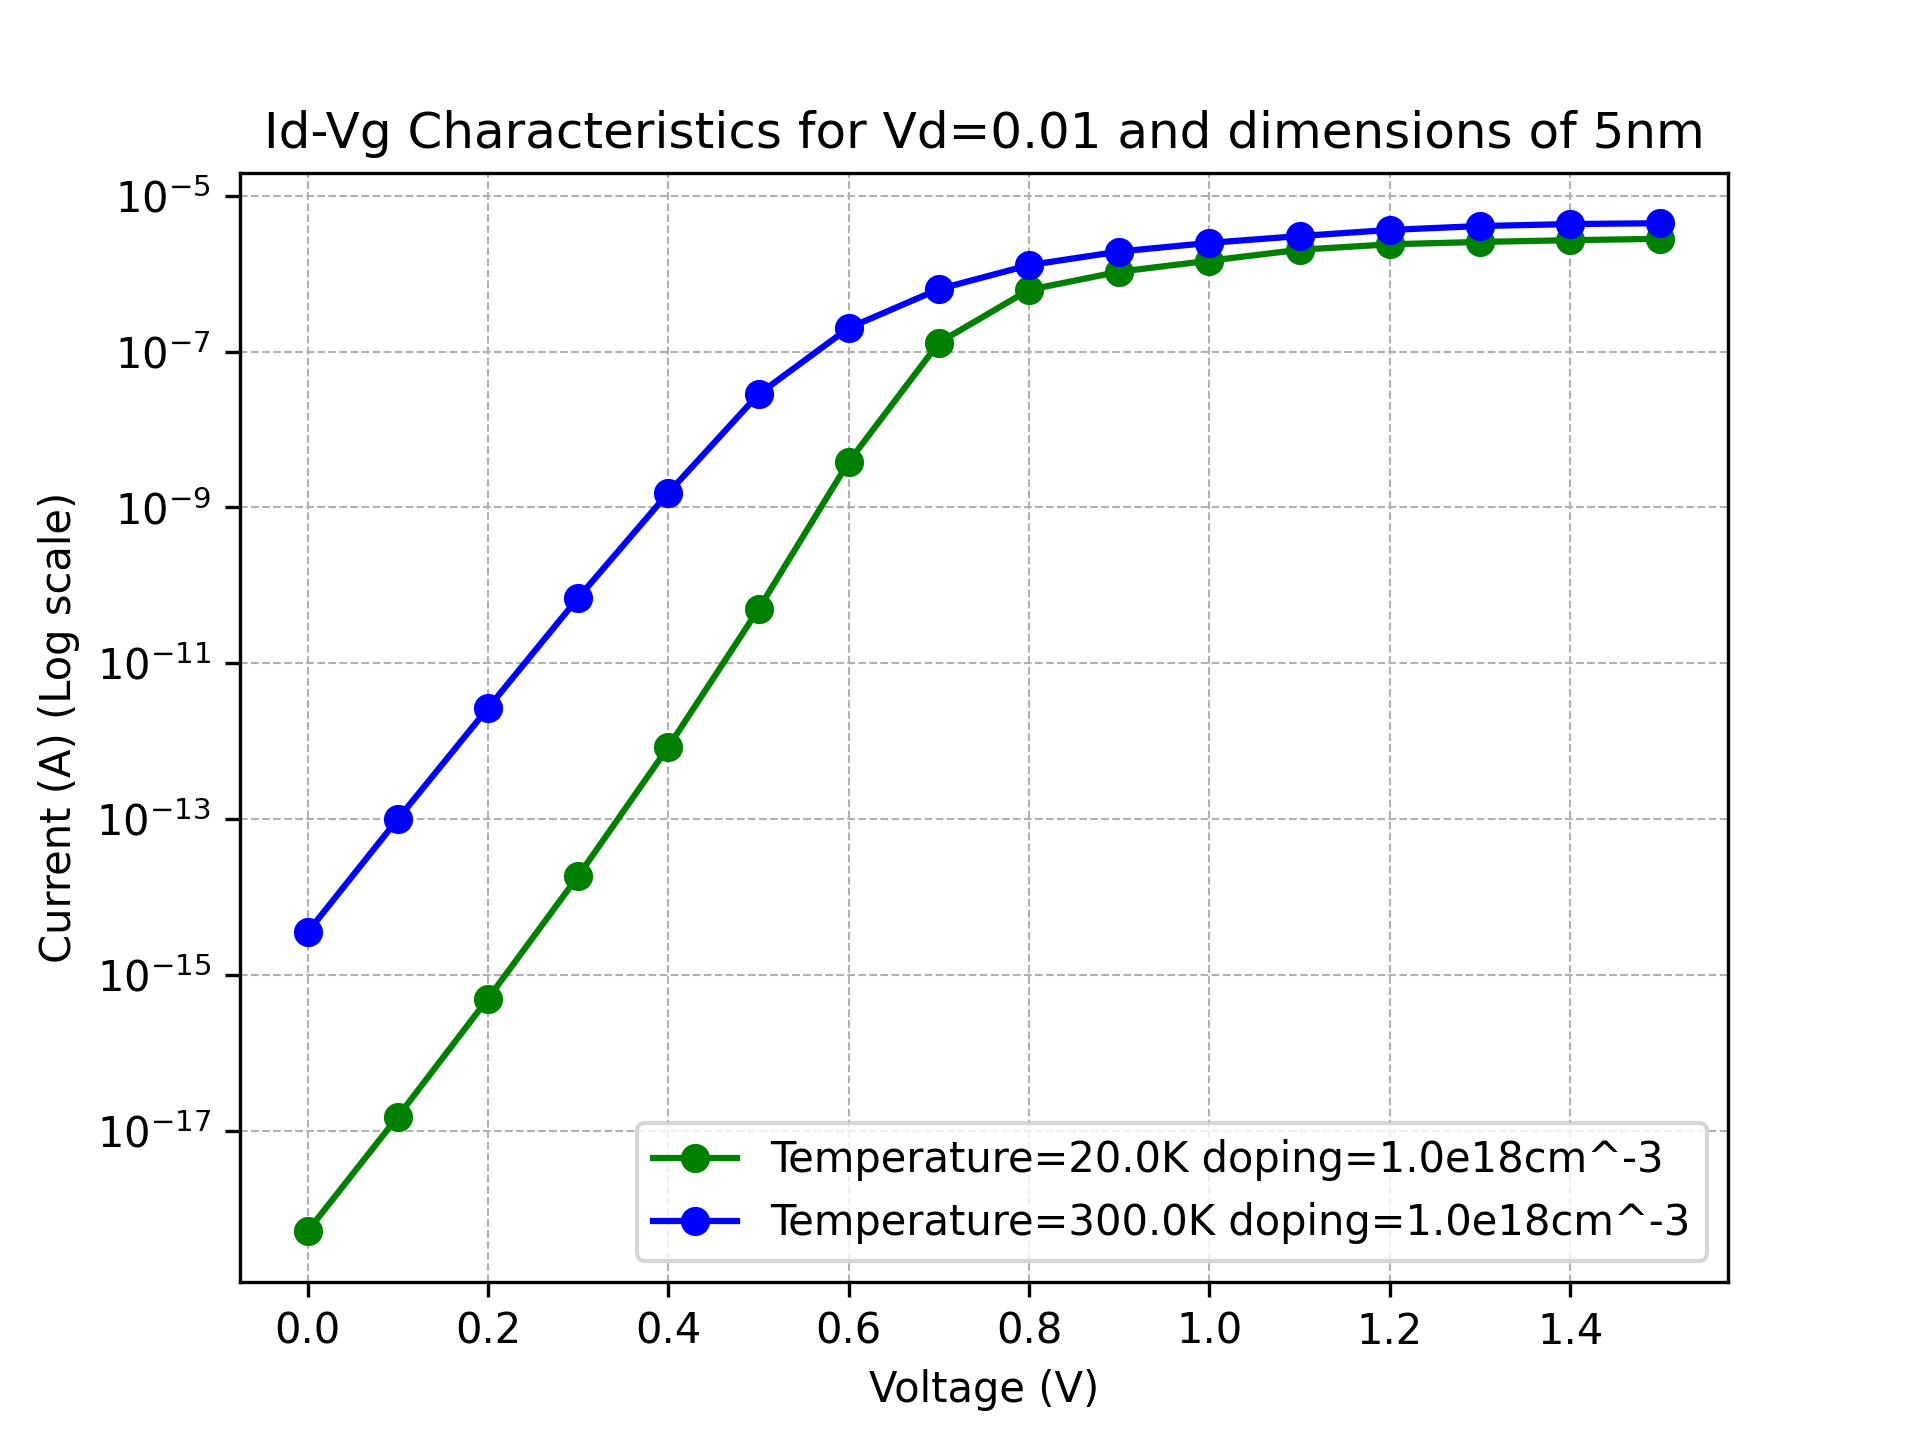 Id-Vg Characteristics for Vd=0.01 and dimensions of 5nm
Current (A) (Log scale)
10⁻⁵
10⁻⁷
10⁻⁹
10⁻¹¹
10⁻¹³
10⁻¹⁵
10⁻¹⁷
Temperature=20.0K doping=1.0e18cm^-3
Temperature=300.0K doping=1.0e18cm^-3
0.0 0.2 0.4 0.6 0.8 1.0 1.2 1.4
Voltage (V)